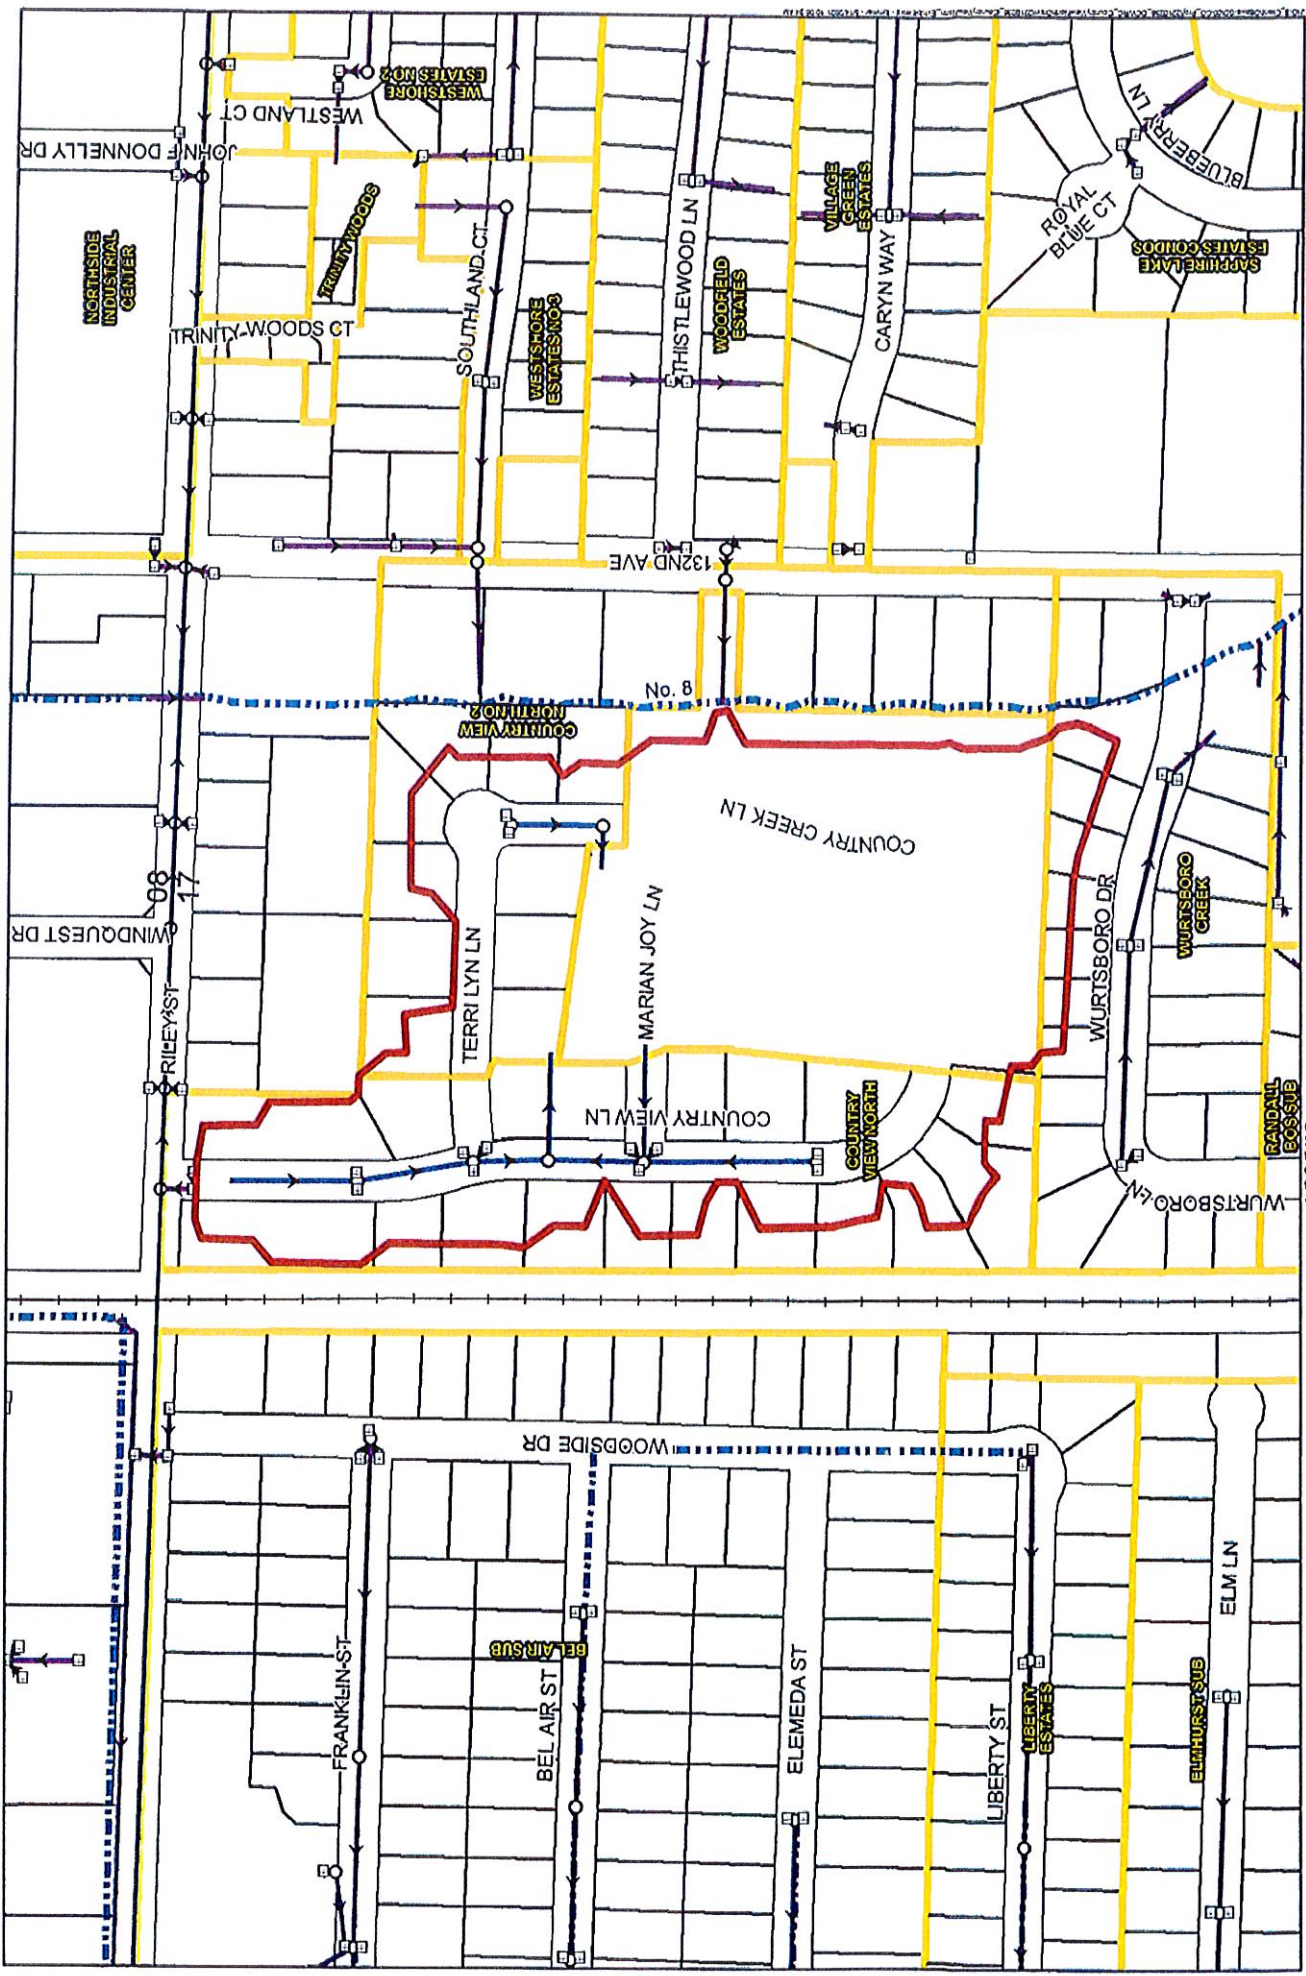 NORTHSIDE
INDUSTRIAL
CENTER
JOHN F DONNELLY DR
WESTLAND CT
WESTSHORE
ESTATES NO 2
TRINITY WOODS
TRINITY WOODS CT
SOUTHLAND CT
WESTSHORE
ESTATES NO 3
THISTLEWOOD LN
WOODFIELD
ESTATES
VILLAGE
GREEN
ESTATES
CARYN WAY
BLUEBERRY LN
ROYAL
BLUE CT
SAPPHIRE LAKE
ESTATES CONDOS
132ND AVE
No. 8
COUNTRY VIEW
NORTH NO 2
COUNTRY CREEK LN
08
17
WINDQUEST DR
RILEY ST
TERRI LYN LN
MARIAN JOY LN
WURTSBORO DR
WURTSBORO
CREEK
COUNTRY VIEW LN
COUNTRY
VIEW NORTH
RANDALL
BOS SUB
WURTSBORO LN
WOODSIDE DR
FRANKLIN ST
BEL AIR SUB
BEL AIR ST
ELEMEDA ST
LIBERTY ST
LIBERTY
ESTATES
ELM LN
ELMHURST SUB